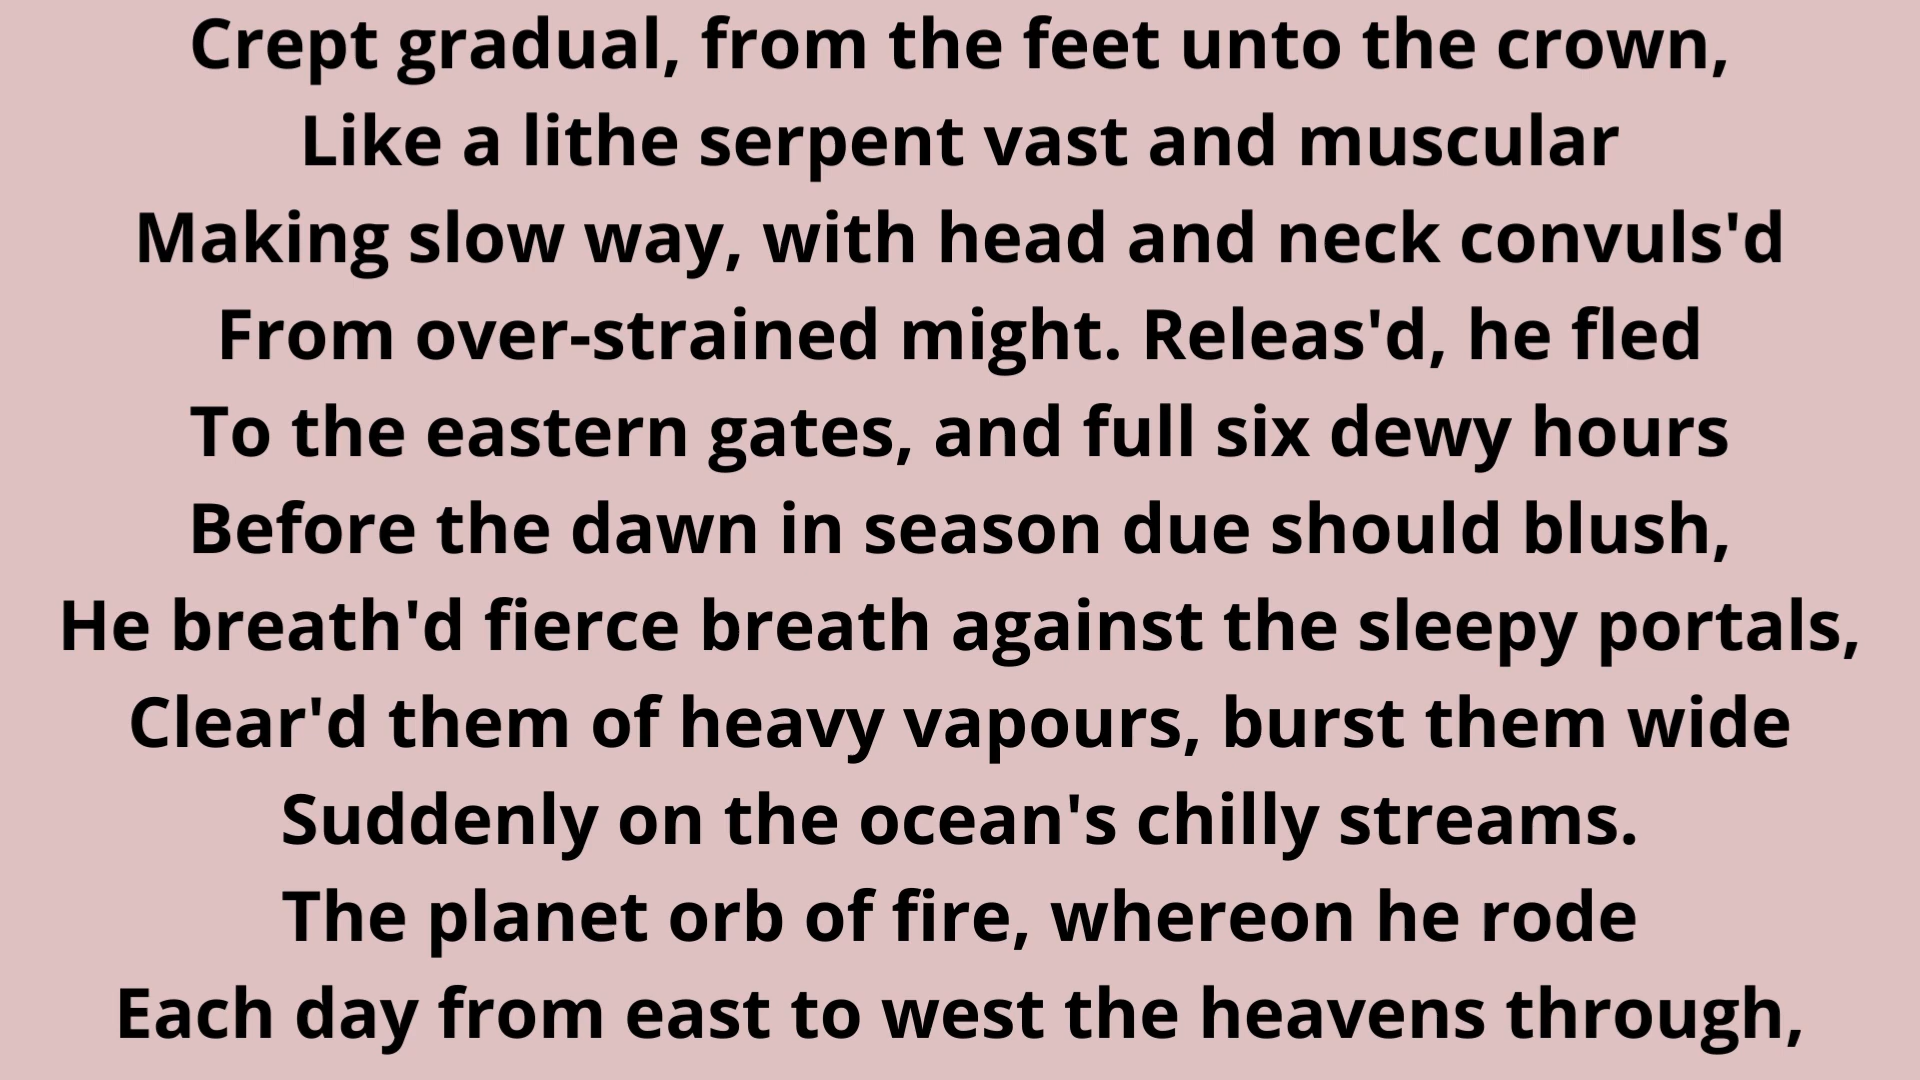 Crept gradual, from the feet unto the crown,
Like a lithe serpent vast and muscular
Making slow way, with head and neck convuls'd
From over-strained might. Releas'd, he fled
To the eastern gates, and full six dewy hours
Before the dawn in season due should blush,
He breath'd fierce breath against the sleepy portals,
Clear'd them of heavy vapours, burst them wide
Suddenly on the ocean's chilly streams.
The planet orb of fire, whereon he rode
Each day from east to west the heavens through,